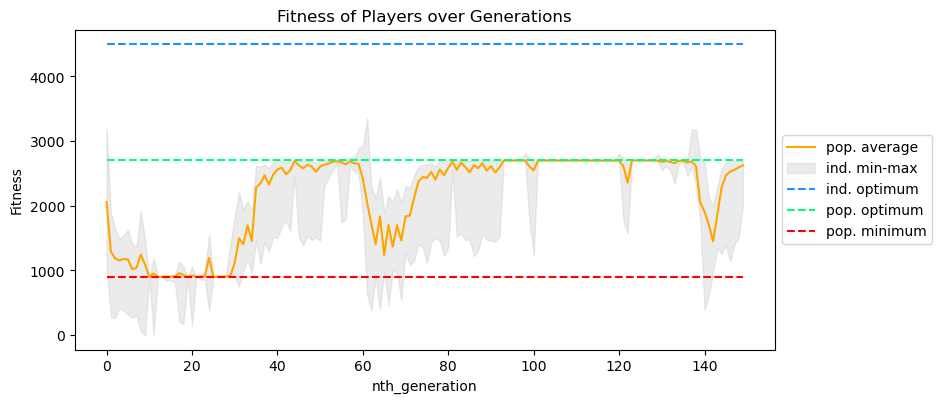 Fitness of Players over Generations
Fitness
4000
3000
2000
1000
0
0 20 40 60 80 100 120 140
nth_generation
pop. average
ind. min-max
ind. optimum
pop. optimum
pop. minimum